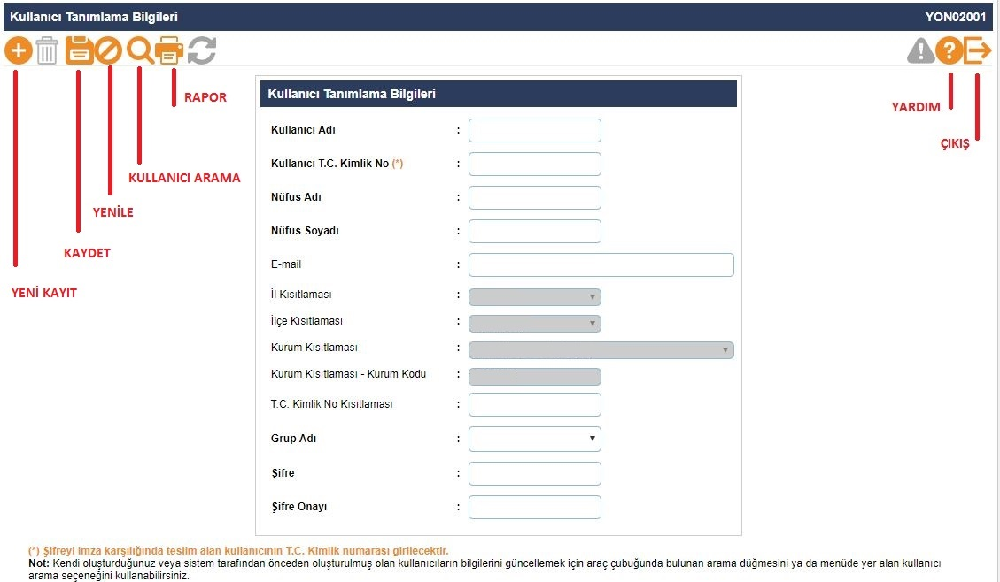 Kullanıcı Tanımlama Bilgileri YON02001
RAPOR
KULLANICI ARAMA
YENİLE
KAYDET
YENİ KAYIT
YARDIM
ÇIKIŞ
Kullanıcı Tanımlama Bilgileri
Kullanıcı Adı :
Kullanıcı T.C. Kimlik No (*) :
Nüfus Adı :
Nüfus Soyadı :
E-mail :
İl Kısıtlaması :
İlçe Kısıtlaması :
Kurum Kısıtlaması :
Kurum Kısıtlaması - Kurum Kodu :
T.C. Kimlik No Kısıtlaması :
Grup Adı :
Şifre :
Şifre Onayı :
(*) Şifreyi imza karşılığında teslim alan kullanıcının T.C. Kimlik numarası girilecektir.
Not: Kendi oluşturduğunuz veya sistem tarafından önceden oluşturulmuş olan kullanıcıların bilgilerini güncellemek için araç çubuğunda bulunan arama düğmesini ya da menüde yer alan kullanıcı
arama seçeneğini kullanabilirsiniz.